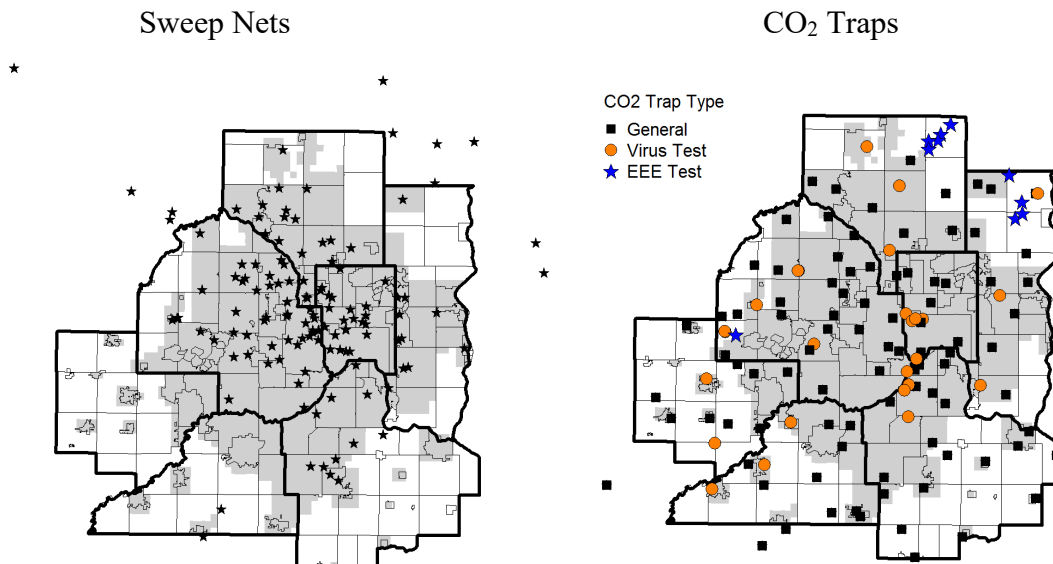 Sweep Nets
CO₂ Traps
CO2 Trap Type
General
Virus Test
EEE Test